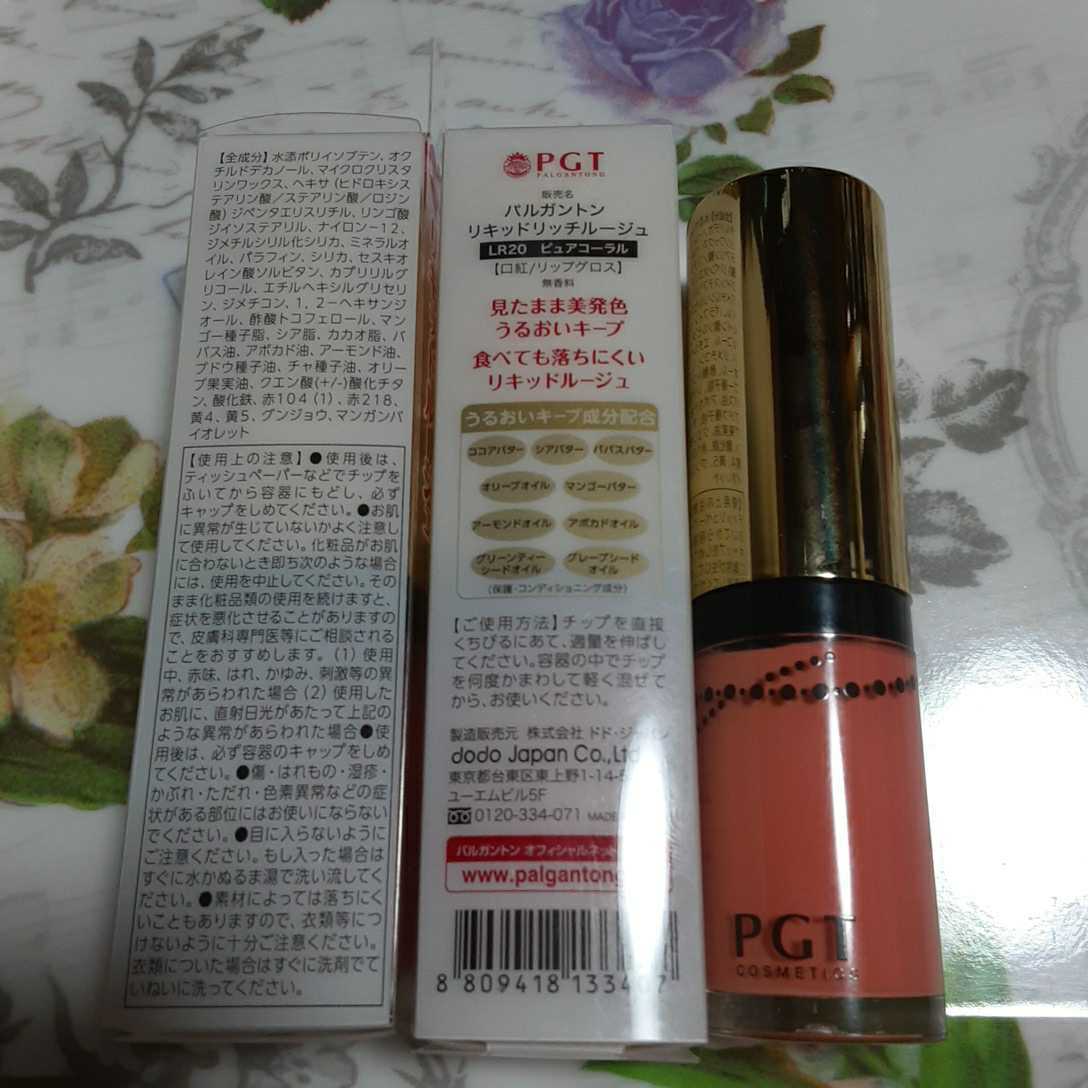 【全成分】水添ポリイソブテン、オク
チルドデカノール、マイクロクリスタ
リンワックス、ヘキサ(ヒドロキシス
テアリン酸/ステアリン酸/ロジン
酸)ジペンタエリスリチル、リンゴ酸
ジイソステアリル、ナイロン-12、
ジメチルシリル化シリカ、ミネラルオ
イル、パラフィン、シリカ、セスキオ
レイン酸ソルビタン、カプリリルグ
リコール、エチルヘキシルグリセリ
ン、ジメチコン、1,2-ヘキサンジ
オール、酢酸トコフェロール、マン
ゴー種子脂、シア脂、カカオ脂、パ
パス油、アボカド油、アーモンド油、
ブドウ種子油、チャ種子油、オリー
ブ果実油、クエン酸(+/-)酸化チタ
ン、酸化鉄、赤104(1)、赤218、
黄4、黄5、グンジョウ、マンガンバ
イオレット
【使用上の注意】●使用後は、
ティッシュペーパーなどでチップを
ふいてから容器にもどし、必ず
キャップをしめてください。●お肌
に異常が生じていないかよく注意し
て使用してください。化粧品がお肌
に合わないとき即ち次のような場合
には、使用を中止してください。その
まま化粧品類の使用を続けますと、
症状を悪化させることがありますの
で、皮膚科専門医等にご相談される
ことをおすすめします。(1)使用
中、赤味、はれ、かゆみ、刺激等の異
常があらわれた場合(2)使用した
お肌に、直射日光があたって上記の
ような異常があらわれた場合●使
用後は、必ず容器のキャップをしめ
てください。●傷・はれもの・湿疹・
かぶれ・ただれ・色素異常などの症
状がある部位にはお使いにならない
でください。●目に入らないように
ご注意ください。もし入った場合は
すぐに水かぬるま湯で洗い流してく
ださい。●素材によっては落ちにく
いこともありますので、衣類等につ
けないように十分ご注意ください。
衣類についた場合はすぐに洗剤でて
いねいに洗ってください。
PGT
PALGANTONG
販売名
パルガントン
リキッドリッチルージュ
LR20 ピュアコーラル
【口紅/リップグロス】
無香料
見たまま美発色
うるおいキープ
食べても落ちにくい
リキッドルージュ
うるおいキープ成分配合
ココアバター シアバター パパスバター
オリーブオイル マンゴーバター
アーモンドオイル アボカドオイル
グリーンティー
シードオイル
グレープシード
オイル
(保護・コンディショニング成分)
【ご使用方法】チップを直接
くちびるにあて、適量を伸ばし
てください。容器の中でチップ
を何度かまわして軽く混ぜて
から、お使いください。
製造販売元 株式会社 ドド・ジャパン
dodo Japan Co.,Ltd
東京都台東区東上野1-14-5
ユーエムビル5F
0120-334-071 MADE
パルガントン オフィシャルネット
www.palgantong
8 809418 133
PGT
COSMETICS